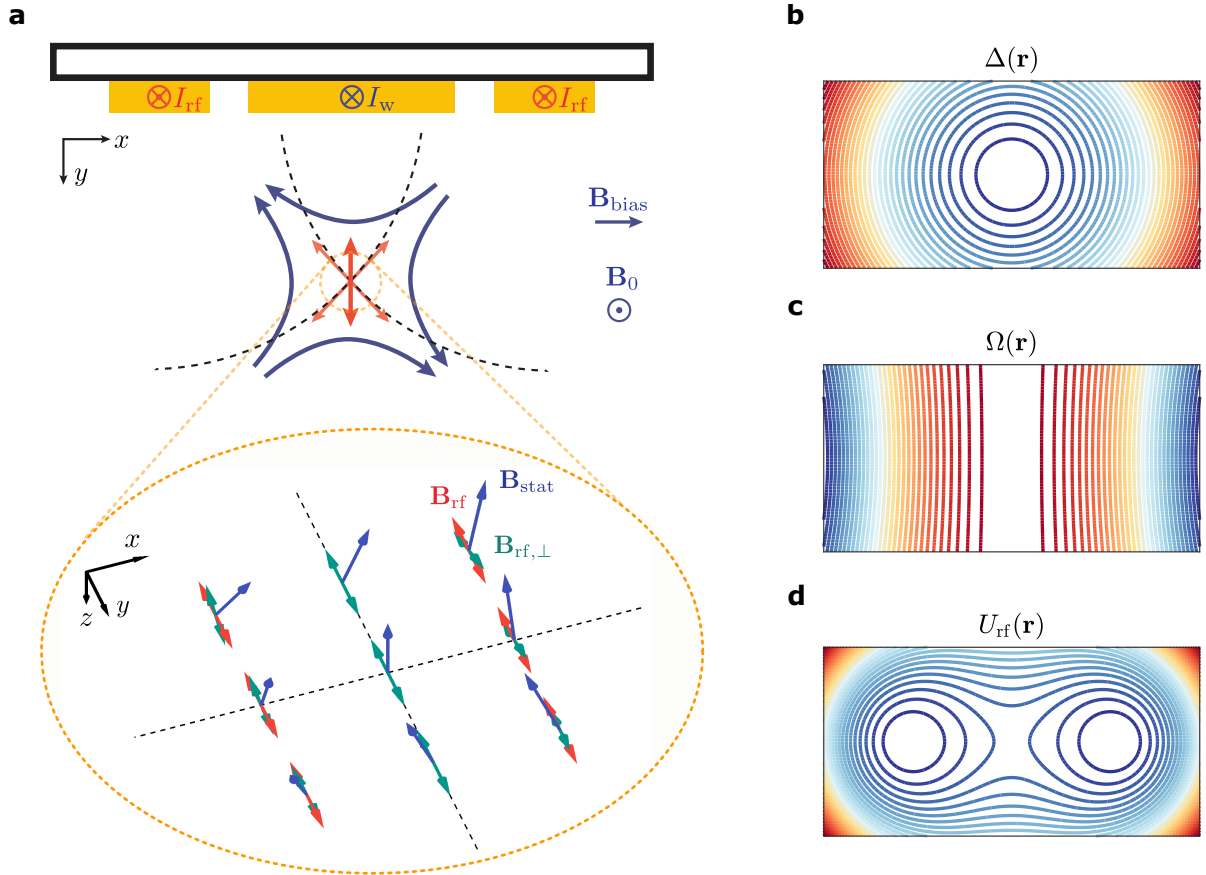 a
I_rf I_w I_rf
x
y
B_bias
B_0
B_rf
B_stat
B_rf,⊥
x
y
z
b
Δ(r)
c
Ω(r)
d
U_rf(r)